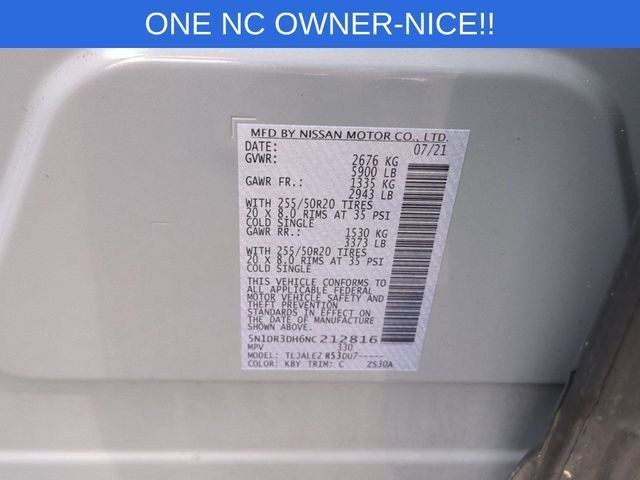 ONE NC OWNER-NICE!!
MFD BY NISSAN MOTOR CO., LTD.
DATE: 07/21
GVWR: 2676 KG
5900 LB
GAWR FR.: 1335 KG
2943 LB
WITH 255/50R20 TIRES
20 X 8.0 RIMS AT 35 PSI
COLD SINGLE
GAWR RR.: 1530 KG
3373 LB
WITH 255/50R20 TIRES
20 X 8.0 RIMS AT 35 PSI
COLD SINGLE
THIS VEHICLE CONFORMS TO
ALL APPLICABLE FEDERAL
MOTOR VEHICLE SAFETY AND
THEFT PREVENTION
STANDARDS IN EFFECT ON
THE DATE OF MANUFACTURE
SHOWN ABOVE.
5N1DR3DH6NC212816
MPV 330
MODEL: TLJALEZ R53DU7-----
COLOR: KBY TRIM: C ZS30A